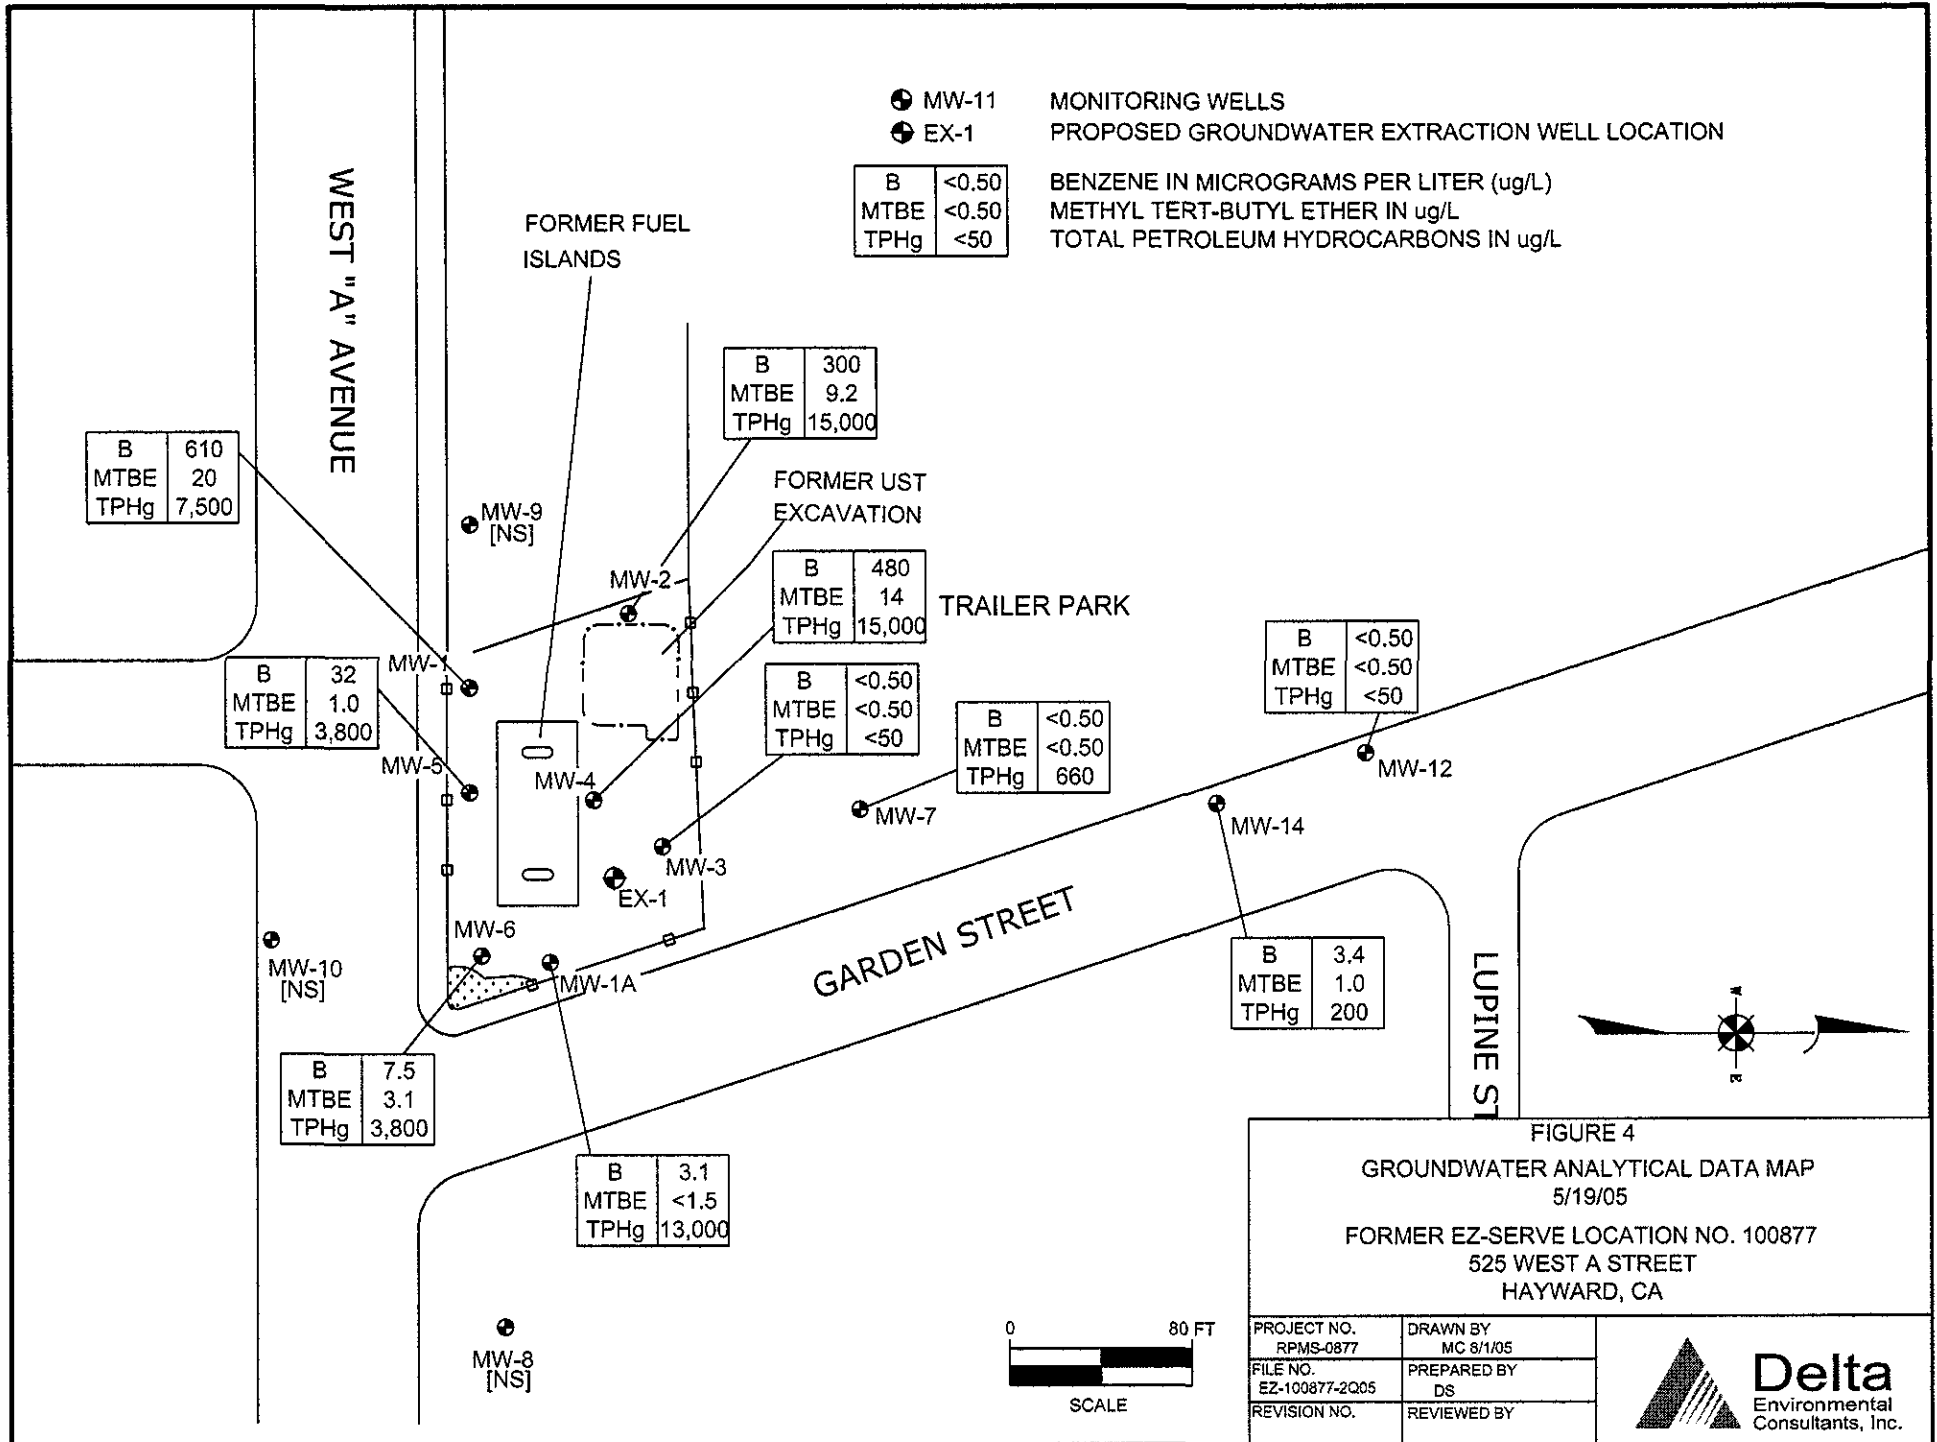 MW-11 MONITORING WELLS
EX-1 PROPOSED GROUNDWATER EXTRACTION WELL LOCATION
B <0.50 BENZENE IN MICROGRAMS PER LITER (ug/L)
MTBE <0.50 METHYL TERT-BUTYL ETHER IN ug/L
TPHg <50 TOTAL PETROLEUM HYDROCARBONS IN ug/L
WEST "A" AVENUE
FORMER FUEL
ISLANDS
B 300
MTBE 9.2
TPHg 15,000
B 610
MTBE 20
TPHg 7,500
MW-9
[NS]
FORMER UST
EXCAVATION
MW-2
B 480
MTBE 14
TPHg 15,000
TRAILER PARK
MW-1
B 32
MTBE 1.0
TPHg 3,800
MW-5
MW-4
B <0.50
MTBE <0.50
TPHg <50
B <0.50
MTBE <0.50
TPHg 660
B <0.50
MTBE <0.50
TPHg <50
MW-12
MW-7
MW-14
MW-3
EX-1
MW-6
MW-10
[NS]
MW-1A
GARDEN STREET
B 3.4
MTBE 1.0
TPHg 200
LUPINE ST
W
E
B 7.5
MTBE 3.1
TPHg 3,800
B 3.1
MTBE <1.5
TPHg 13,000
MW-8
[NS]
0 80 FT
SCALE
FIGURE 4
GROUNDWATER ANALYTICAL DATA MAP
5/19/05
FORMER EZ-SERVE LOCATION NO. 100877
525 WEST A STREET
HAYWARD, CA
PROJECT NO.
RPMS-0877
DRAWN BY
MC 8/1/05
FILE NO.
EZ-100877-2Q05
PREPARED BY
DS
REVISION NO.
REVIEWED BY
Delta
Environmental
Consultants, Inc.